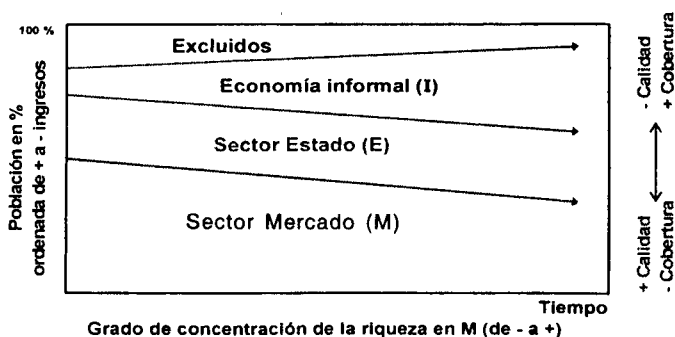 100 %
Excluidos
Economía informal (I)
Sector Estado (E)
Sector Mercado (M)
Población en %
ordenada de + a - ingresos
- Calidad
+ Cobertura
+ Calidad
- Cobertura
Tiempo
Grado de concentración de la riqueza en M (de - a +)